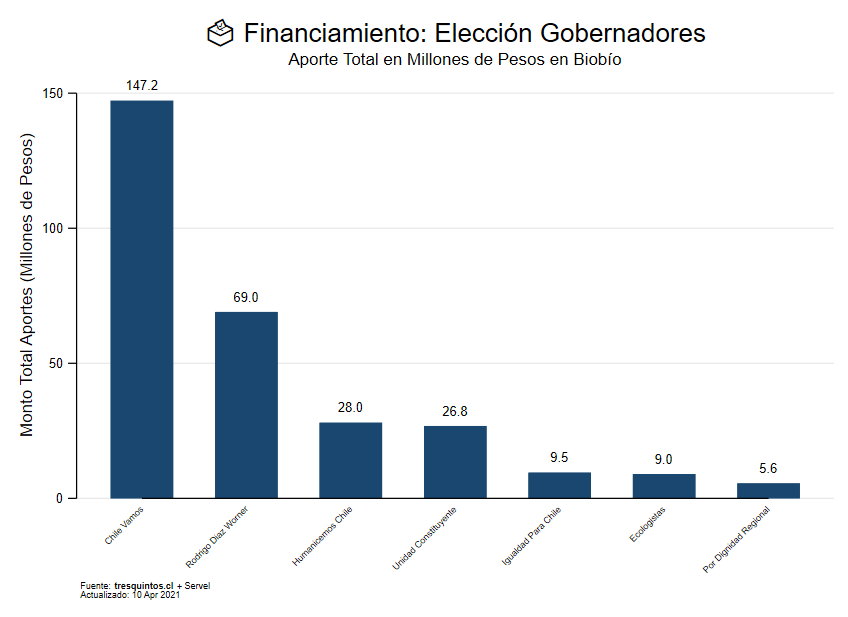 Financiamiento: Elección Gobernadores
Aporte Total en Millones de Pesos en Biobío
Monto Total Aportes (Millones de Pesos)
150
100
50
0
147.2
69.0
28.0
26.8
9.5
9.0
5.6
Chile Vamos
Rodrigo Diaz Worner
Humanicemos Chile
Unidad Constituyente
Igualdad Para Chile
Ecologistas
Por Dignidad Regional
Fuente: tresquintos.cl + Servel
Actualizado: 10 Apr 2021